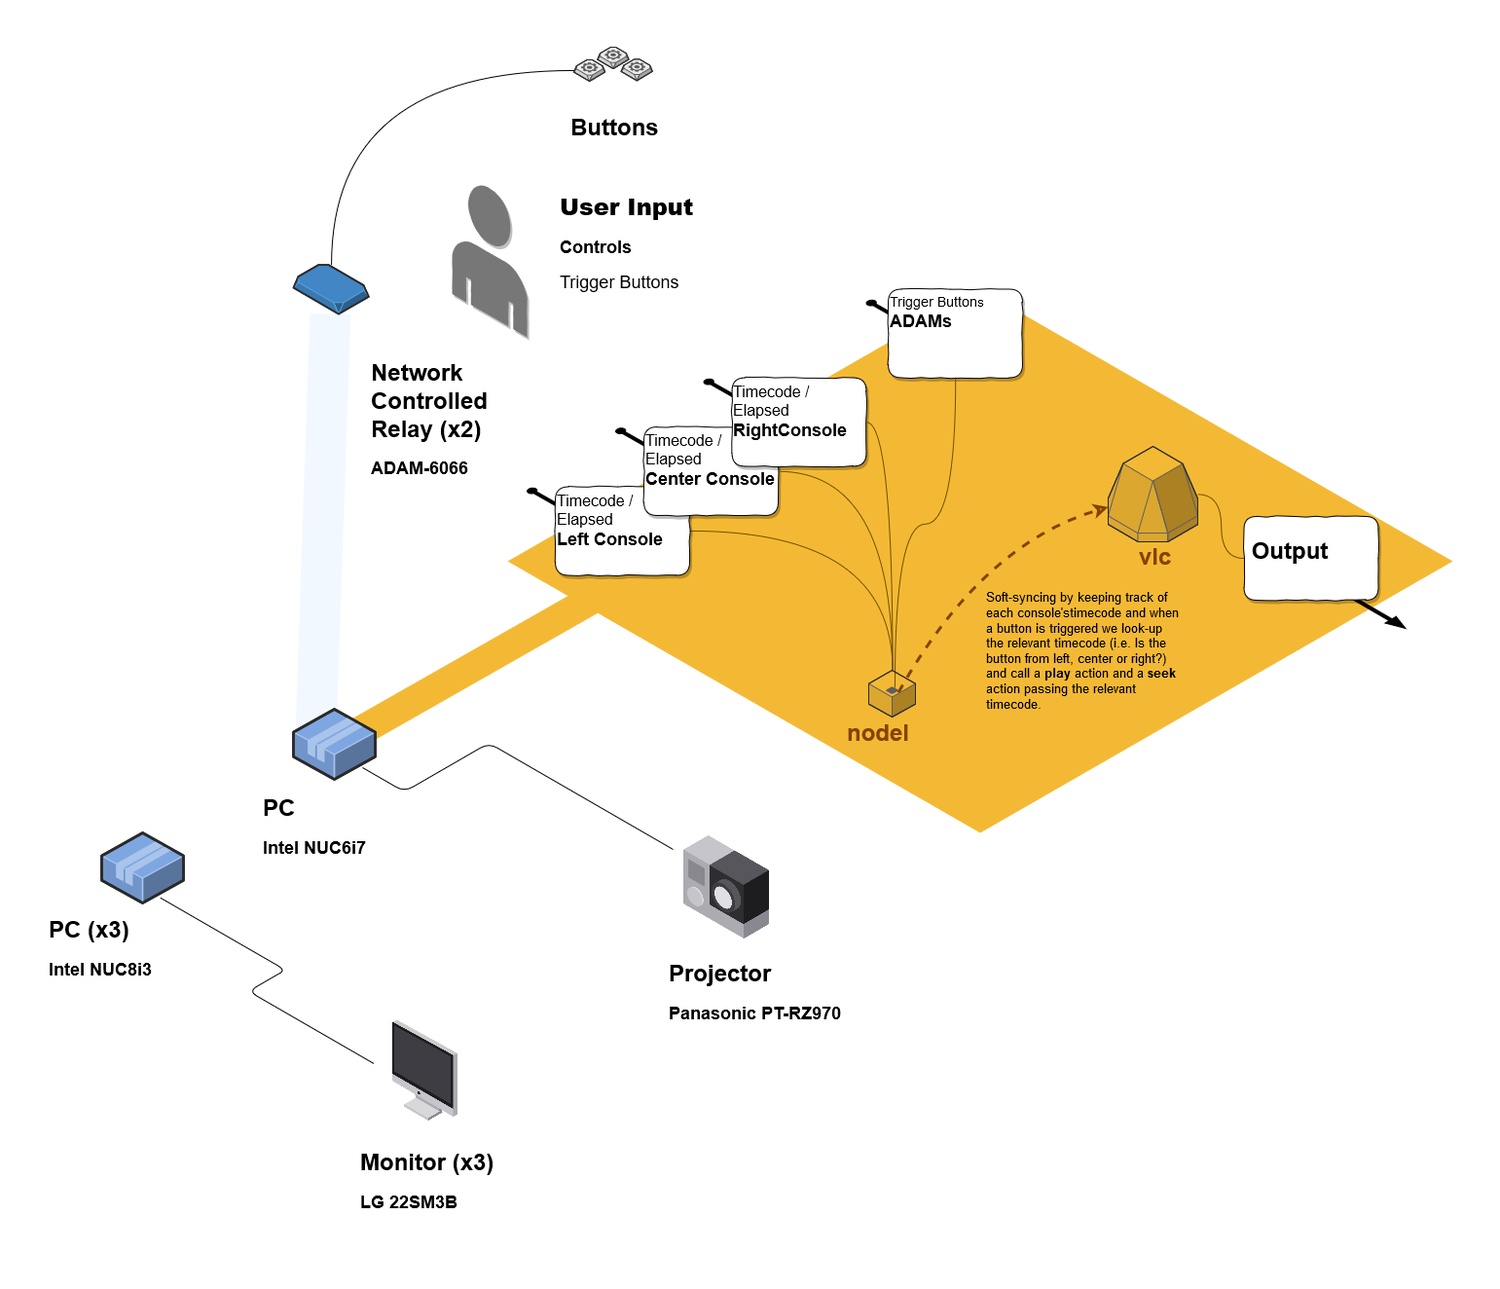 Buttons
User Input
Controls
Trigger Buttons
Trigger Buttons
ADAMs
Network
Controlled
Relay (x2)
ADAM-6066
Timecode /
Elapsed
RightConsole
Timecode /
Elapsed
Center Console
Timecode /
Elapsed
Left Console
vlc
Output
Soft-syncing by keeping track of
each console'stimecode and when
a button is triggered we look-up
the relevant timecode (i.e. Is the
button from left, center or right?)
and call a play action and a seek
action passing the relevant
timecode.
nodel
PC
Intel NUC6i7
PC (x3)
Intel NUC8i3
Projector
Panasonic PT-RZ970
Monitor (x3)
LG 22SM3B